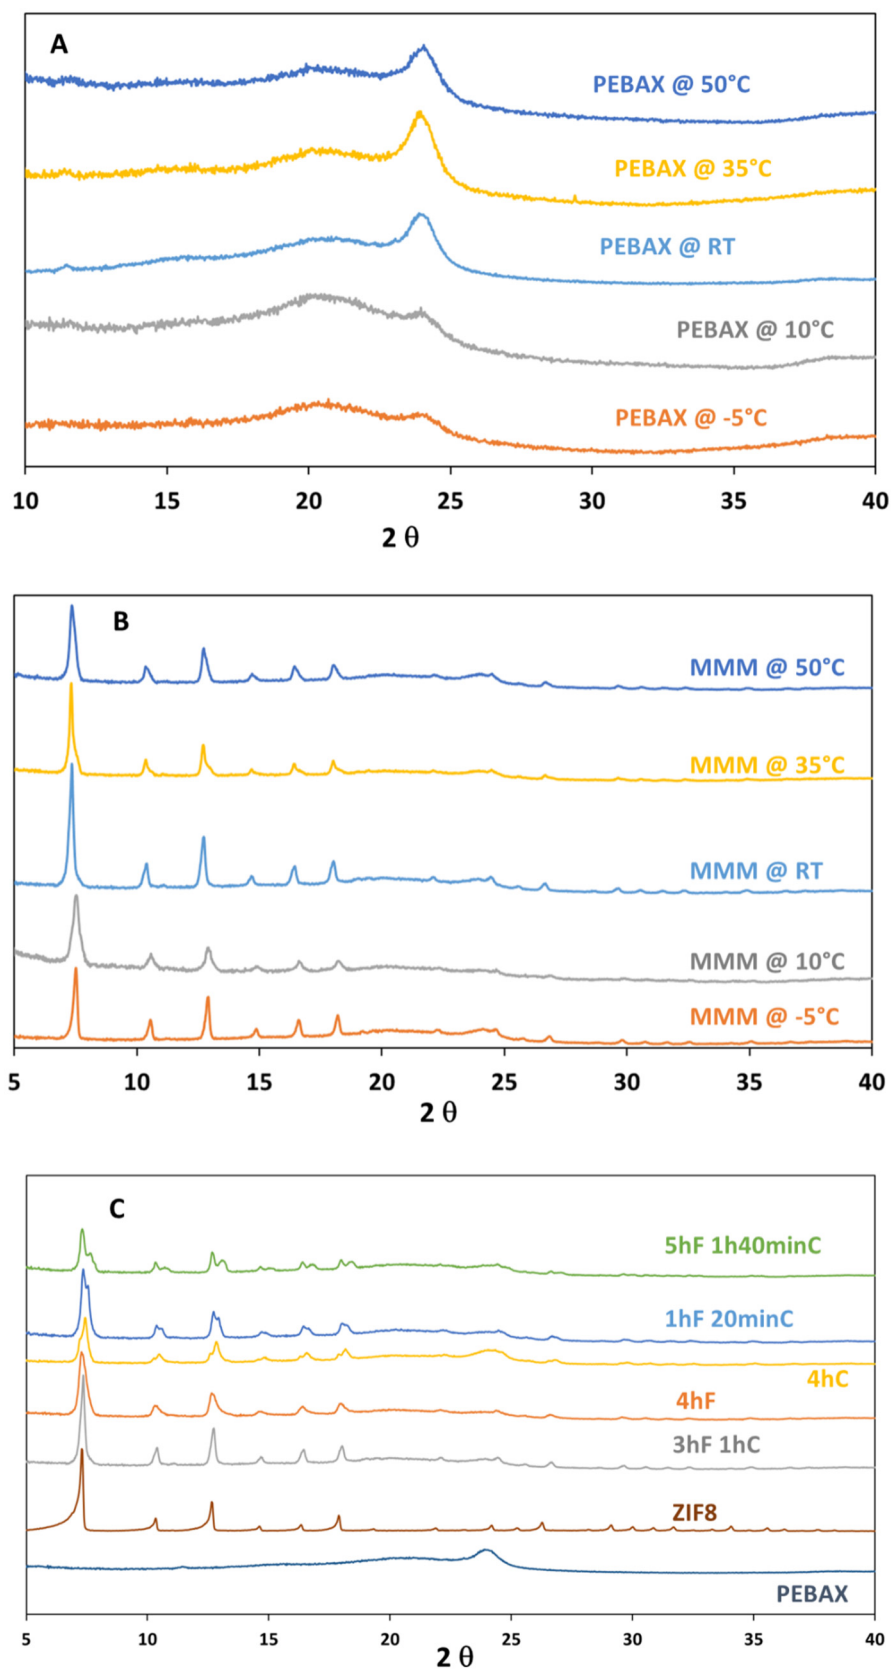 A
PEBAX @ 50°C
PEBAX @ 35°C
PEBAX @ RT
PEBAX @ 10°C
PEBAX @ -5°C
10 15 20 25 30 35 40
2 θ
B
MMM @ 50°C
MMM @ 35°C
MMM @ RT
MMM @ 10°C
MMM @ -5°C
5 10 15 20 25 30 35 40
2 θ
C
5hF 1h40minC
1hF 20minC
4hC
4hF
3hF 1hC
ZIF8
PEBAX
5 10 15 20 25 30 35 40
2 θ